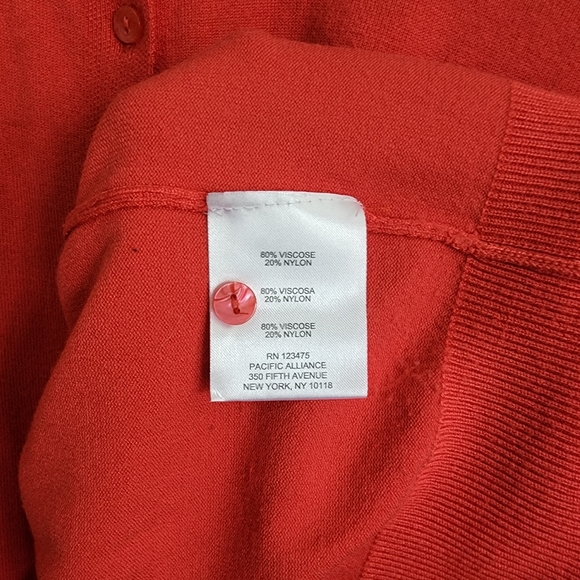 80% VISCOSE
20% NYLON
80% VISCOSA
20% NYLON
80% VISCOSE
20% NYLON
RN 123475
PACIFIC ALLIANCE
350 FIFTH AVENUE
NEW YORK, NY 10118